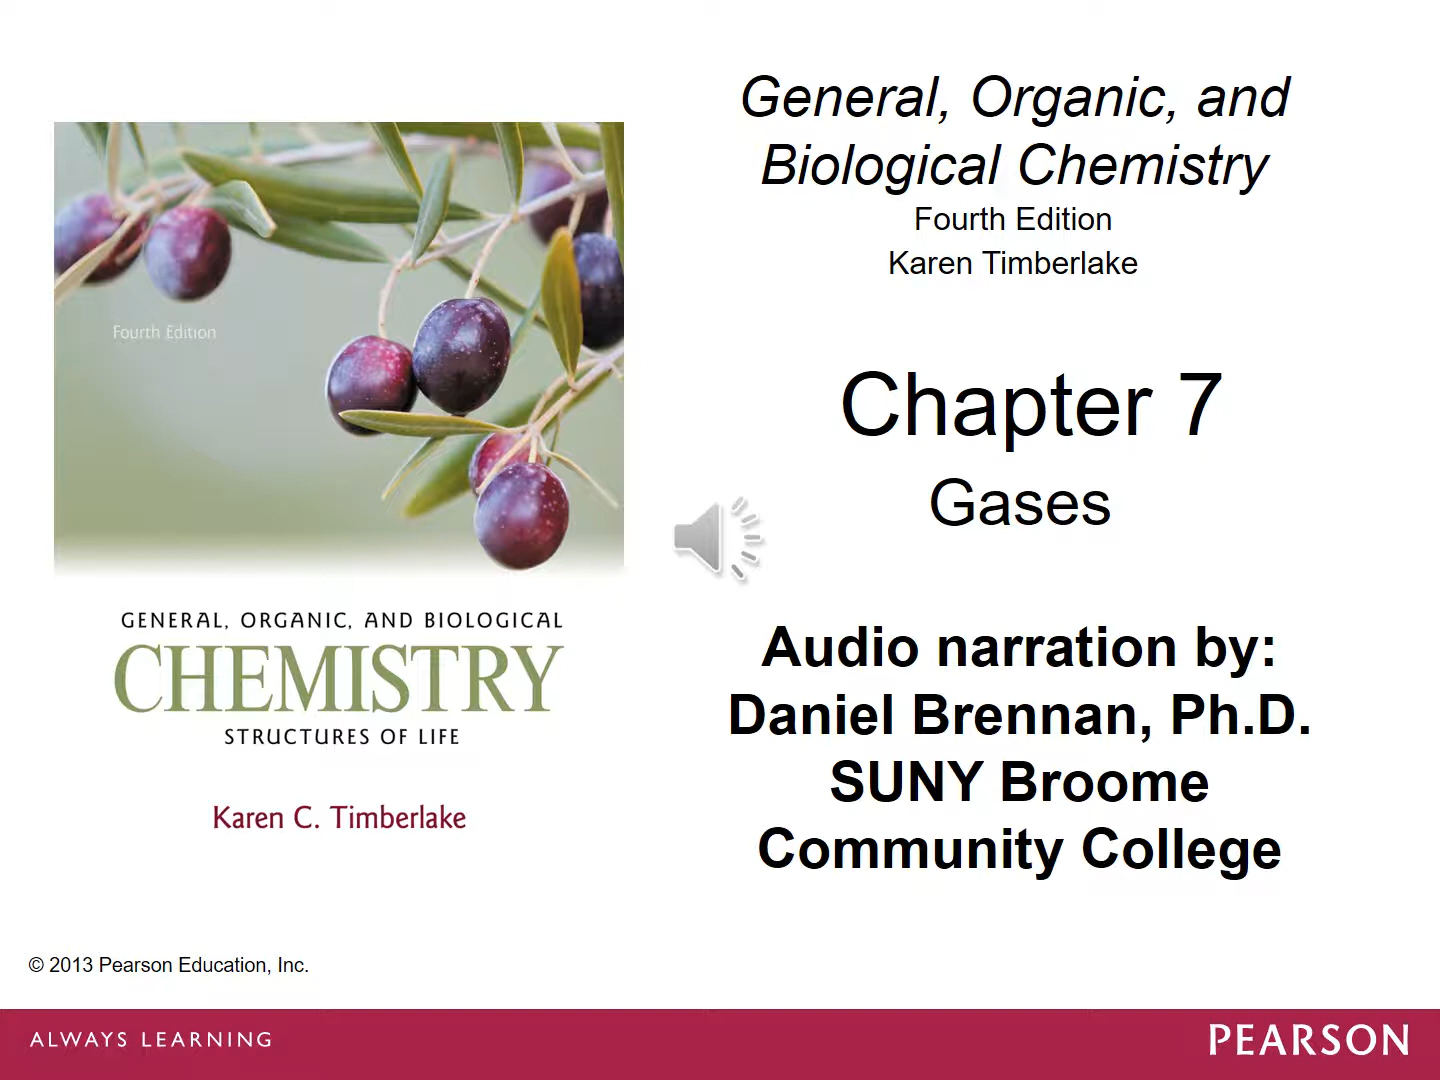 General, Organic, and
Biological Chemistry
Fourth Edition
Karen Timberlake
Chapter 7
Gases
Audio narration by:
Daniel Brennan, Ph.D.
SUNY Broome
Community College
Fourth Edition
GENERAL, ORGANIC, AND BIOLOGICAL
CHEMISTRY
STRUCTURES OF LIFE
Karen C. Timberlake
© 2013 Pearson Education, Inc.
ALWAYS LEARNING
PEARSON